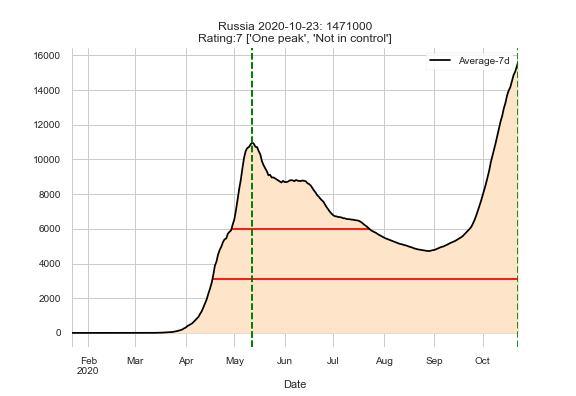 Russia 2020-10-23: 1471000
Rating:7 ['One peak', 'Not in control']
Average-7d
16000
14000
12000
10000
8000
6000
4000
2000
0
Feb Mar Apr May Jun Jul Aug Sep Oct
2020
Date